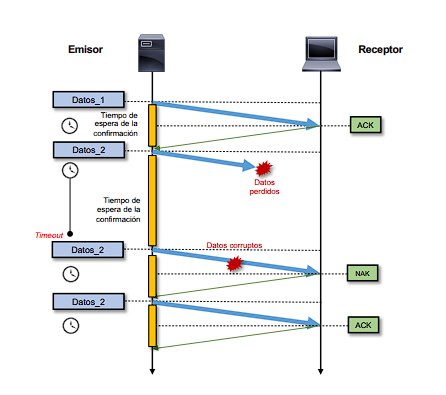 Emisor
Receptor
Datos_1
Tiempo de
espera de la
confirmación
ACK
Datos_2
Datos
perdidos
Tiempo de
espera de la
confirmación
Timeout
Datos corruptos
Datos_2
NAK
Datos_2
ACK